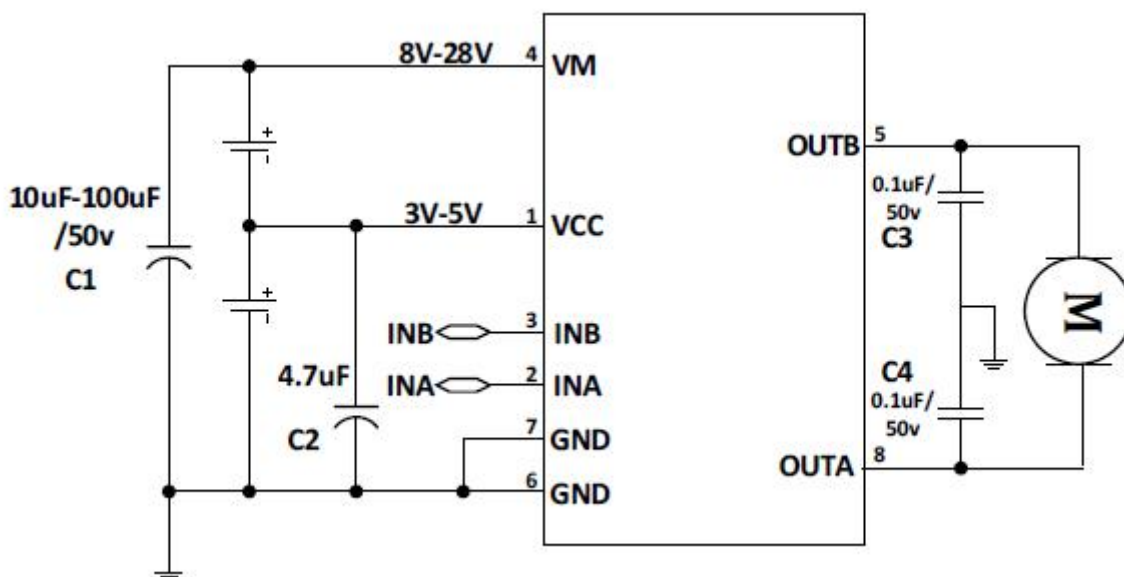 8V-28V
4
VM
+
-
5
OUTB
0.1uF/
50v
C3
10uF-100uF
/50v
C1
3V-5V
1
VCC
+
-
M
INB
3
INB
INA
2
INA
4.7uF
C2
7
GND
6
GND
C4
0.1uF/
50v
8
OUTA